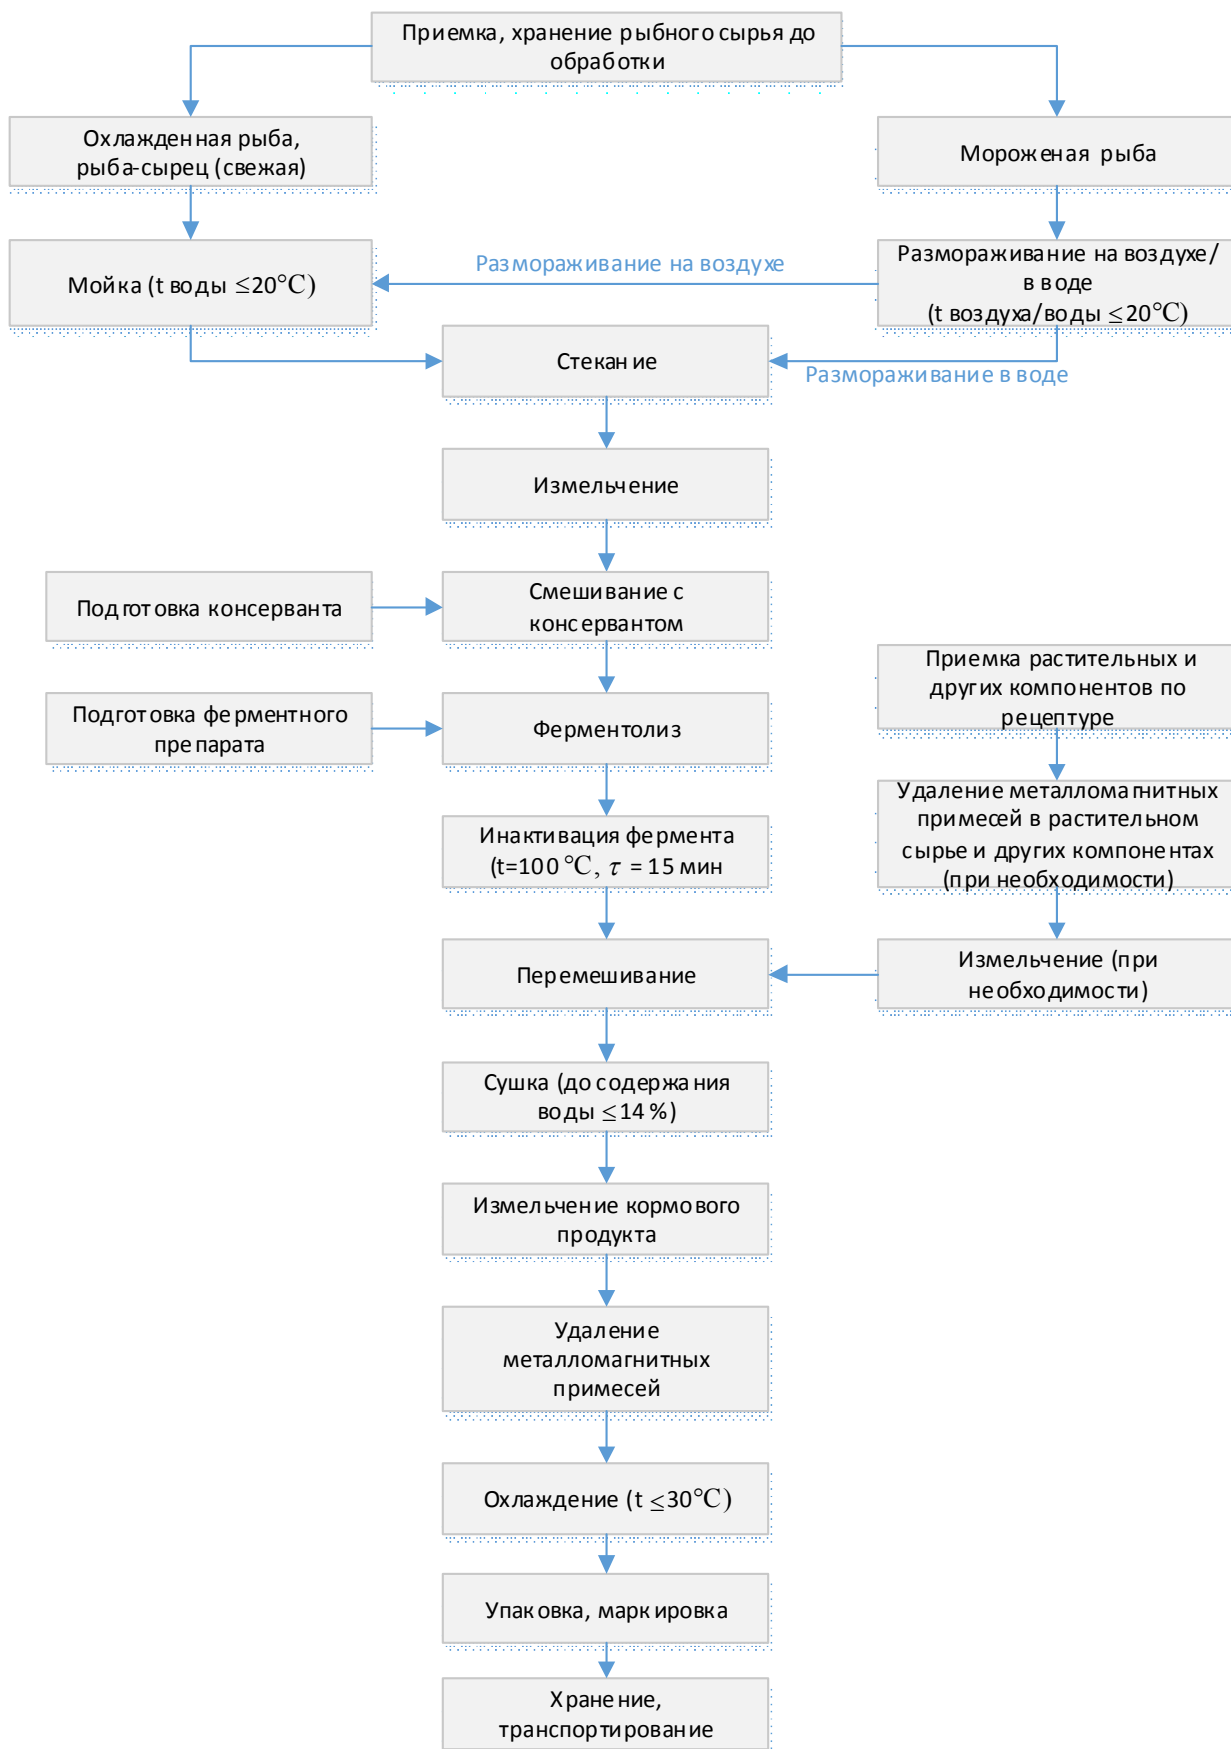 Приемка, хранение рыбного сырья до
обработки
Охлажденная рыба,
рыба-сырец (свежая)
Мороженая рыба
Мойка (t воды ≤20°C)
Размораживание на воздухе
Размораживание на воздухе/
в воде
(t воздуха/воды ≤20°C)
Стекание
Размораживание в воде
Измельчение
Подготовка консерванта
Смешивание с
консервантом
Приемка растительных и
других компонентов по
рецептуре
Подготовка ферментного
препарата
Ферментолиз
Удаление металломагнитных
примесей в растительном
сырье и других компонентах
(при необходимости)
Инактивация фермента
(t=100 °C, τ = 15 мин
Перемешивание
Измельчение (при
необходимости)
Сушка (до содержания
воды ≤14 %)
Измельчение кормового
продукта
Удаление
металломагнитных
примесей
Охлаждение (t ≤30°C)
Упаковка, маркировка
Хранение,
транспортирование